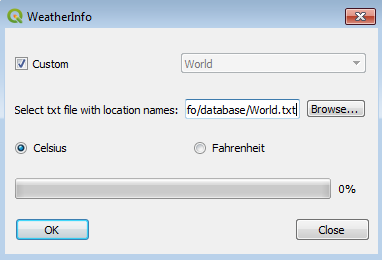 WeatherInfo
Custom World
Select txt file with location names: fo/database/World.txt Browse...
Celsius Fahrenheit
0%
OK Close